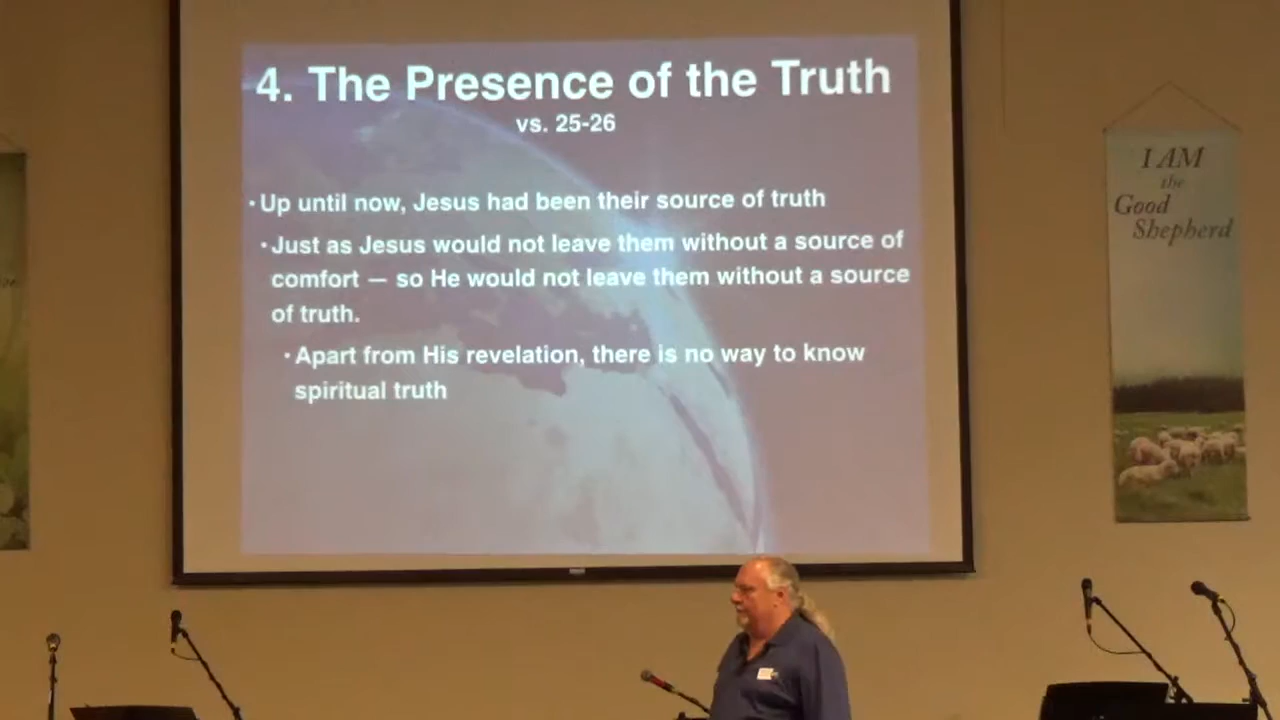 4. The Presence of the Truth
vs. 25-26
• Up until now, Jesus had been their source of truth
• Just as Jesus would not leave them without a source of
comfort — so He would not leave them without a source
of truth.
• Apart from His revelation, there is no way to know
spiritual truth
I AM
the
Good
Shepherd